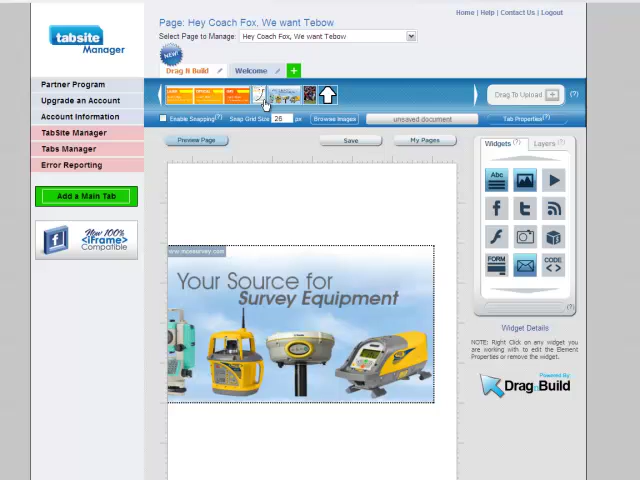 Home | Help | Contact Us | Logout
tabsite
Manager
Page: Hey Coach Fox, We want Tebow
Select Page to Manage: Hey Coach Fox, We want Tebow
NEW!
Drag N Build
Welcome
Partner Program
Upgrade an Account
Account Information
TabSite Manager
Tabs Manager
Error Reporting
Add a Main Tab
Now 100%
<iFrame>
Compatible
Drag To Upload
(?)
Enable Snapping(?)
Snap Grid Size 26 px
Browse Images
unsaved document
Tab Properties(?)
Preview Page
Save
My Pages
Widgets (?)
Layers(?)
Abc
FORM
CODE
<>
(?)
Your Source for
Survey Equipment
Widget Details
NOTE: Right Click on any widget you
are working with to edit the Element
Properties or remove the widget.
Powered By:
DragnBuild